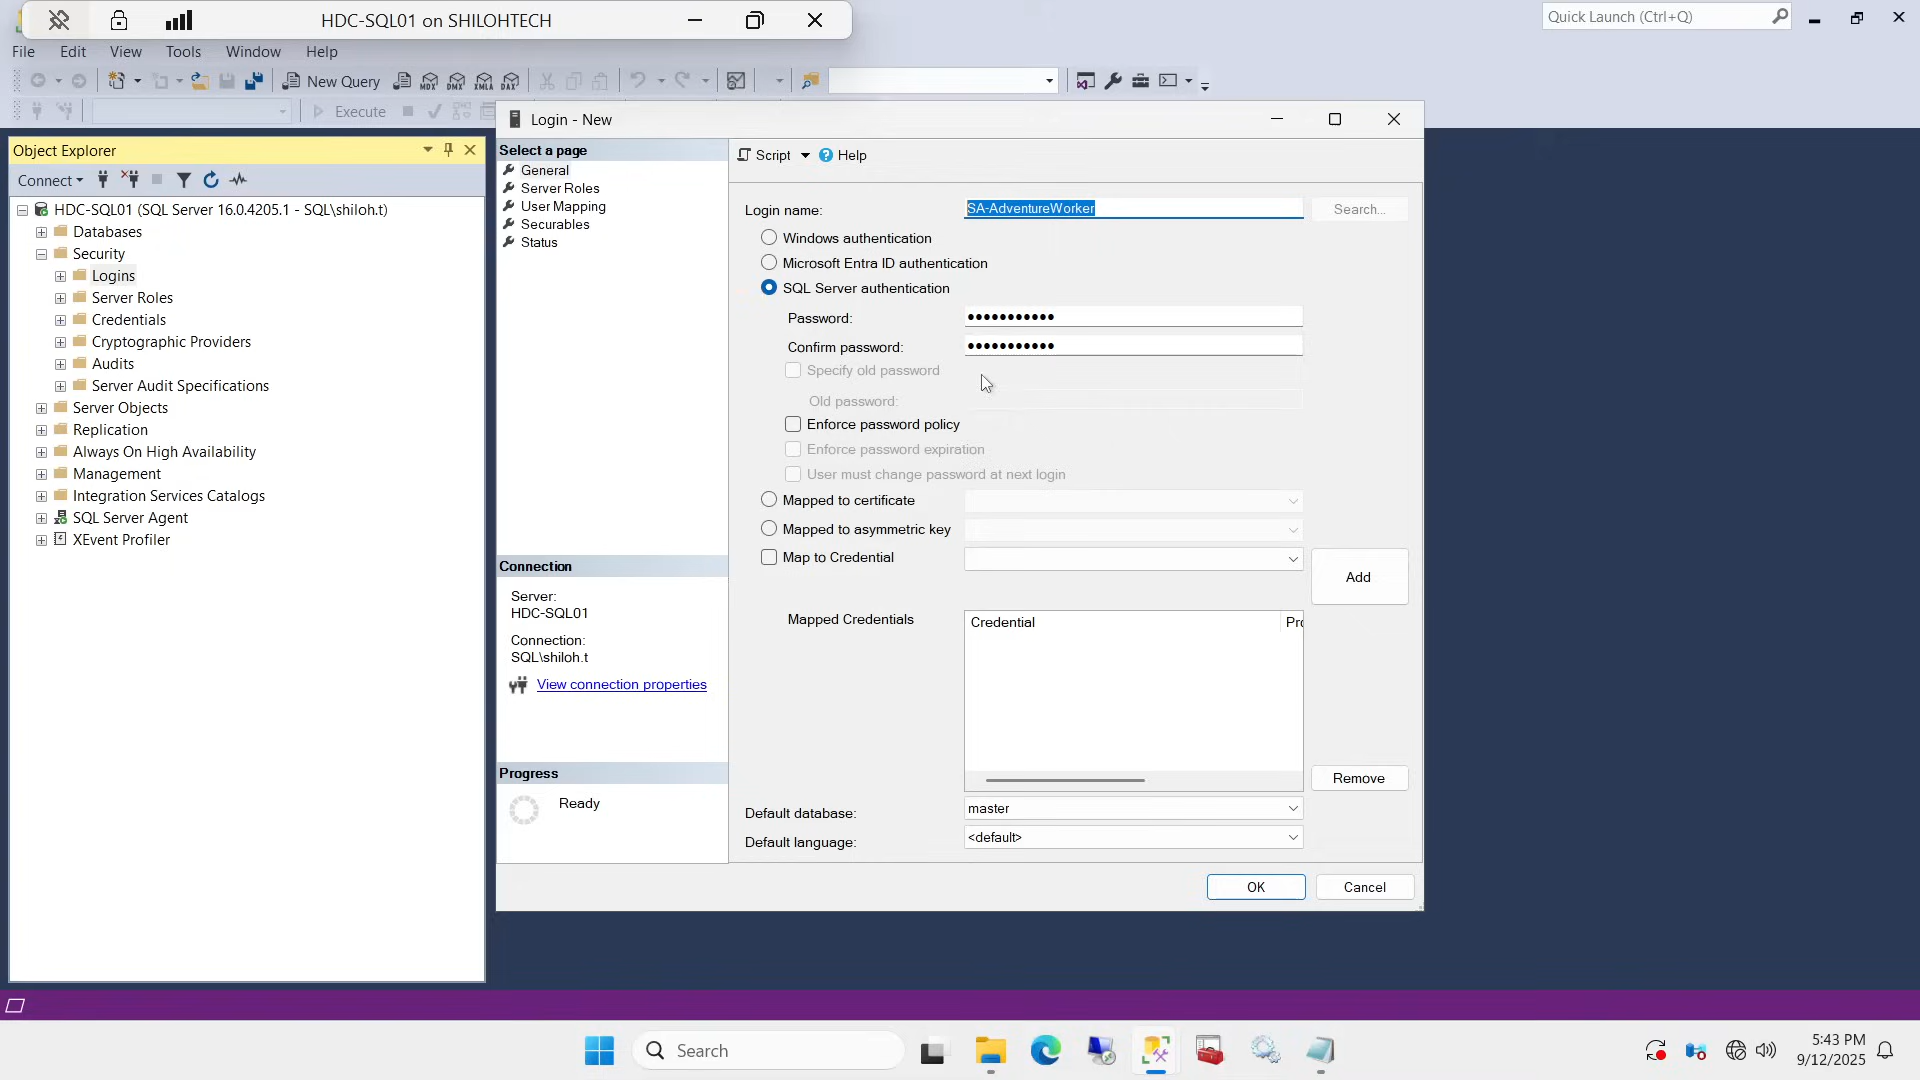 HDC-SQL01 on SHILOHTECH
Quick Launch (Ctrl+Q)
File Edit View Tools Window Help
New Query MDX DMX XMLA DAX
Execute
Object Explorer
Connect
HDC-SQL01 (SQL Server 16.0.4205.1 - SQL\shiloh.t)
Databases
Security
Logins
Server Roles
Credentials
Cryptographic Providers
Audits
Server Audit Specifications
Server Objects
Replication
Always On High Availability
Management
Integration Services Catalogs
SQL Server Agent
XEvent Profiler
Login - New
Select a page
General
Server Roles
User Mapping
Securables
Status
Connection
Server:
HDC-SQL01
Connection:
SQL\shiloh.t
View connection properties
Progress
Ready
Script Help
Login name: SA-AdventureWorker Search...
Windows authentication
Microsoft Entra ID authentication
SQL Server authentication
Password: ●●●●●●●●●●●
Confirm password: ●●●●●●●●●●●
Specify old password
Old password:
Enforce password policy
Enforce password expiration
User must change password at next login
Mapped to certificate
Mapped to asymmetric key
Map to Credential
Add
Mapped Credentials Credential Pro
Remove
Default database: master
Default language: <default>
OK Cancel
Search
5:43 PM
9/12/2025